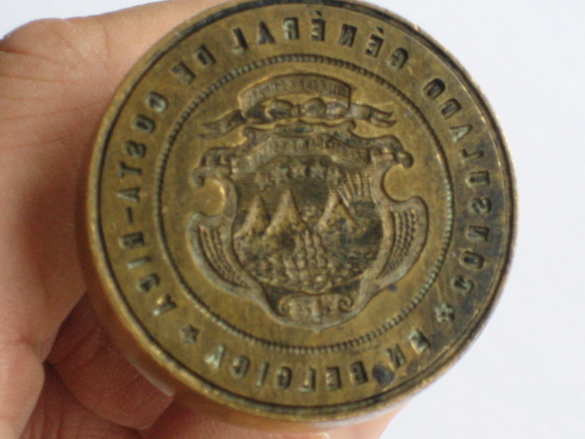 CONSULADO GÉNÉRAL DE COSTA-RICA
★ EN BELGICA ★